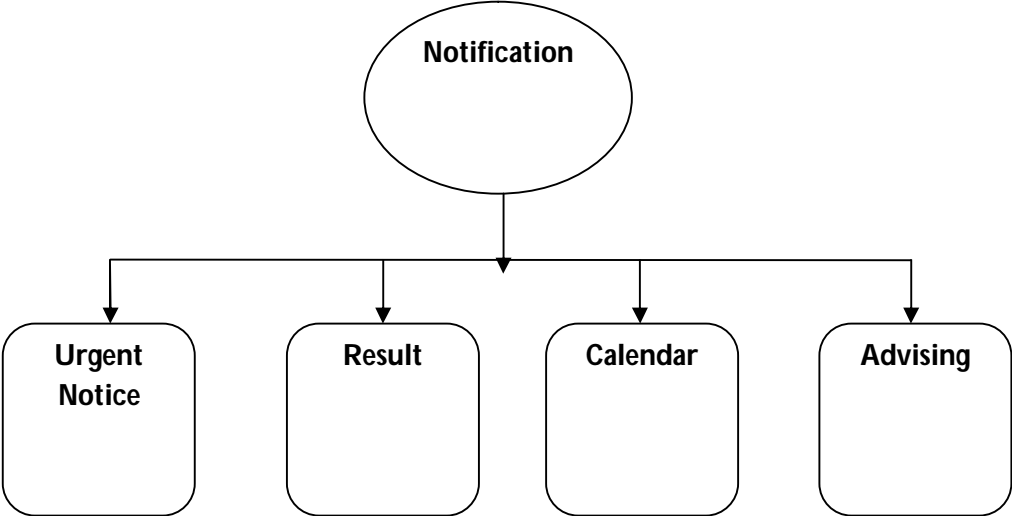 Notification
Urgent
Notice
Result
Calendar
Advising